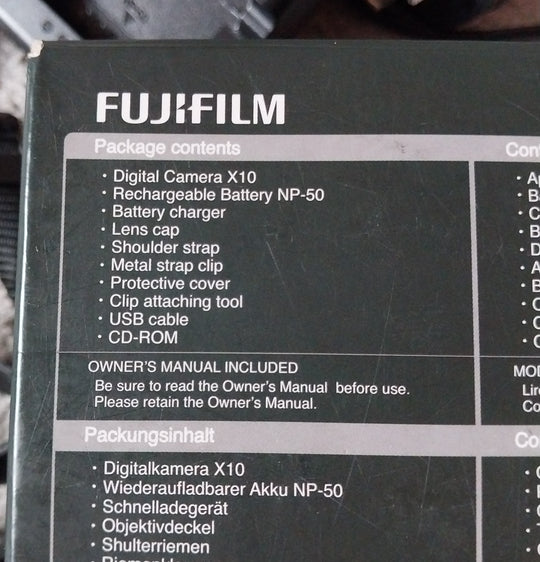 FUJIFILM
Package contents
· Digital Camera X10
· Rechargeable Battery NP-50
· Battery charger
· Lens cap
· Shoulder strap
· Metal strap clip
· Protective cover
· Clip attaching tool
· USB cable
· CD-ROM
OWNER'S MANUAL INCLUDED
Be sure to read the Owner's Manual before use.
Please retain the Owner's Manual.
Packungsinhalt
· Digitalkamera X10
· Wiederaufladbarer Akku NP-50
· Schnelladegerät
· Objektivdeckel
· Shulterriemen